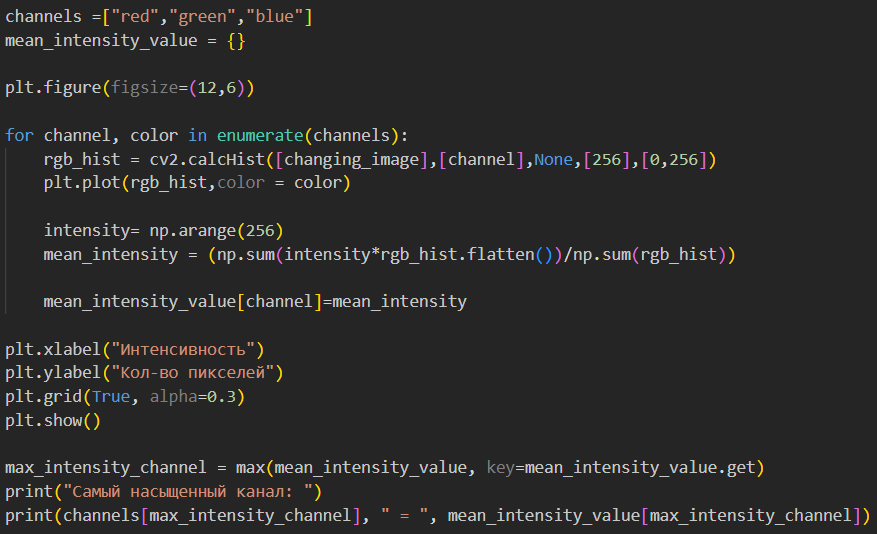 channels =["red","green","blue"]
mean_intensity_value = {}

plt.figure(figsize=(12,6))

for channel, color in enumerate(channels):
    rgb_hist = cv2.calcHist([changing_image],[channel],None,[256],[0,256])
    plt.plot(rgb_hist,color = color)

    intensity= np.arange(256)
    mean_intensity = (np.sum(intensity*rgb_hist.flatten())/np.sum(rgb_hist))

    mean_intensity_value[channel]=mean_intensity

plt.xlabel("Интенсивность")
plt.ylabel("Кол-во пикселей")
plt.grid(True, alpha=0.3)
plt.show()

max_intensity_channel = max(mean_intensity_value, key=mean_intensity_value.get)
print("Самый насыщенный канал: ")
print(channels[max_intensity_channel], " = ", mean_intensity_value[max_intensity_channel])